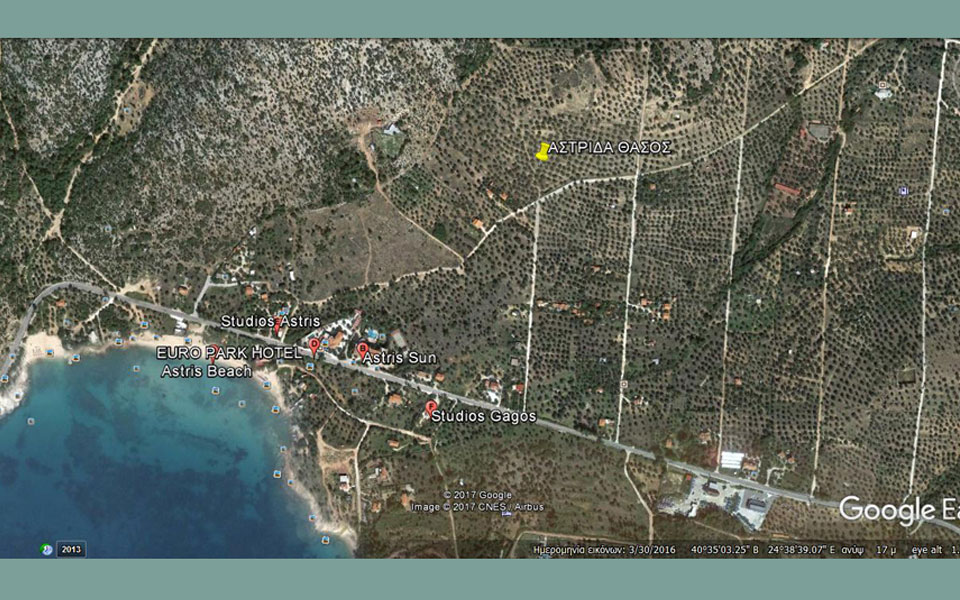 ΑΣΤΡΙΔΑ ΘΑΣΟΣ
Studios Astris
EURO PARK HOTEL
Astris Beach
Astris Sun
Studios Gagos
© 2017 Google
Image © 2017 CNES / Airbus
Google Ea
2013
Ημερομηνία εικόνων: 3/30/2016 40°35'03.25" Β 24°38'39.07" Ε ανύψ 17 μ eye alt 1.